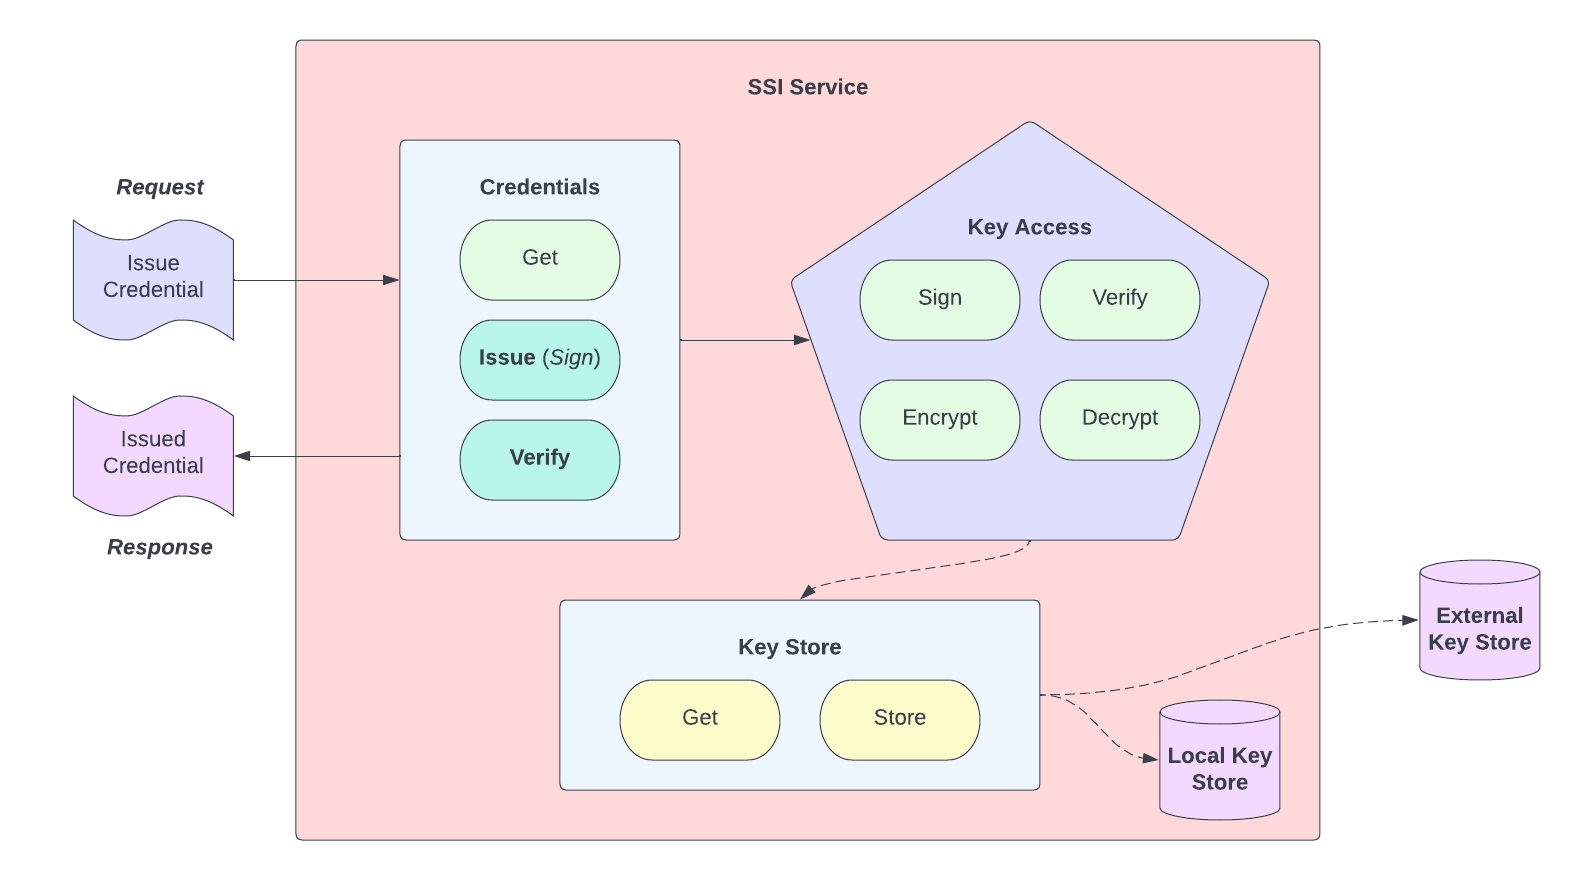 SSI Service
Request
Issue
Credential
Issued
Credential
Response
Credentials
Get
Issue (Sign)
Verify
Key Access
Sign
Verify
Encrypt
Decrypt
Key Store
Get
Store
External
Key Store
Local Key
Store